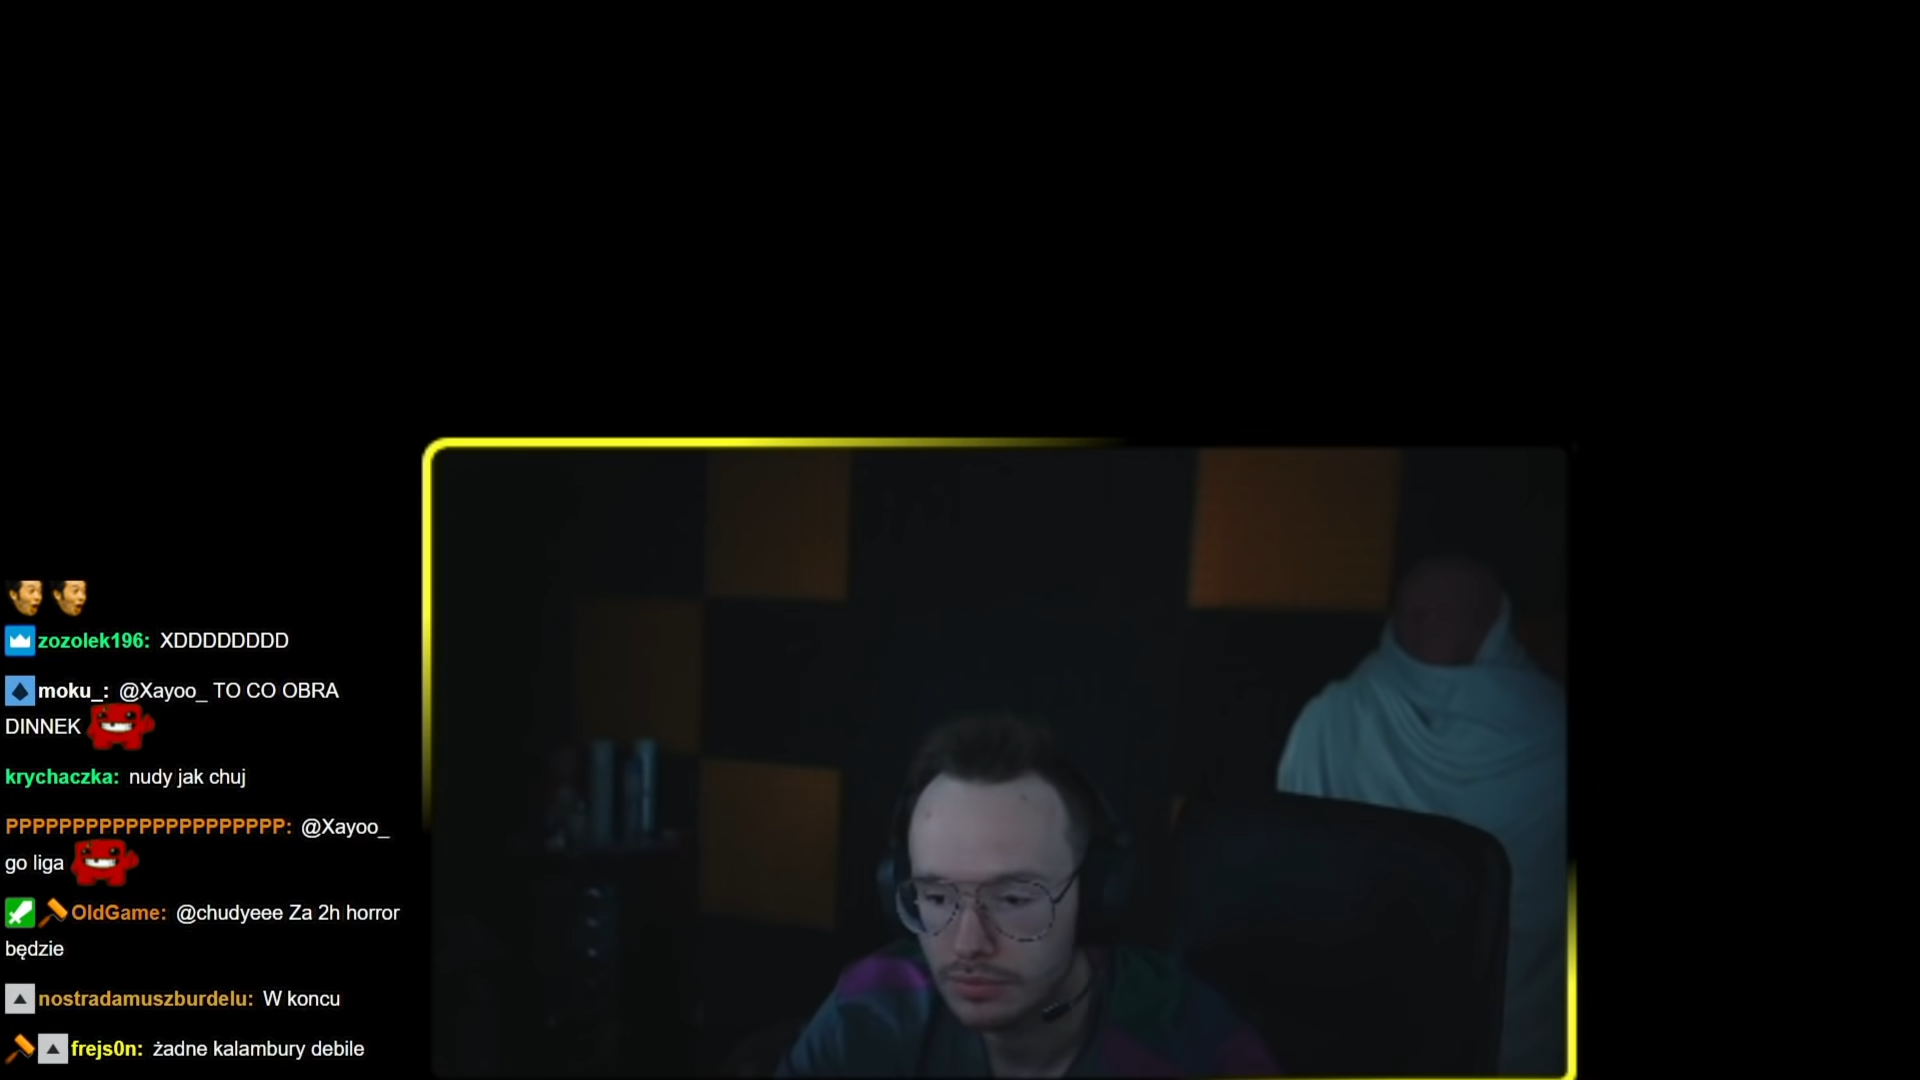 zozolek196: XDDDDDDDD
moku_: @Xayoo_ TO CO OBRA
DINNEK
krychaczka: nudy jak chuj
PPPPPPPPPPPPPPPPPPPPP: @Xayoo_
go liga
OldGame: @chudyeee Za 2h horror
będzie
nostradamuszburdelu: W koncu
frejs0n: żadne kalambury debile